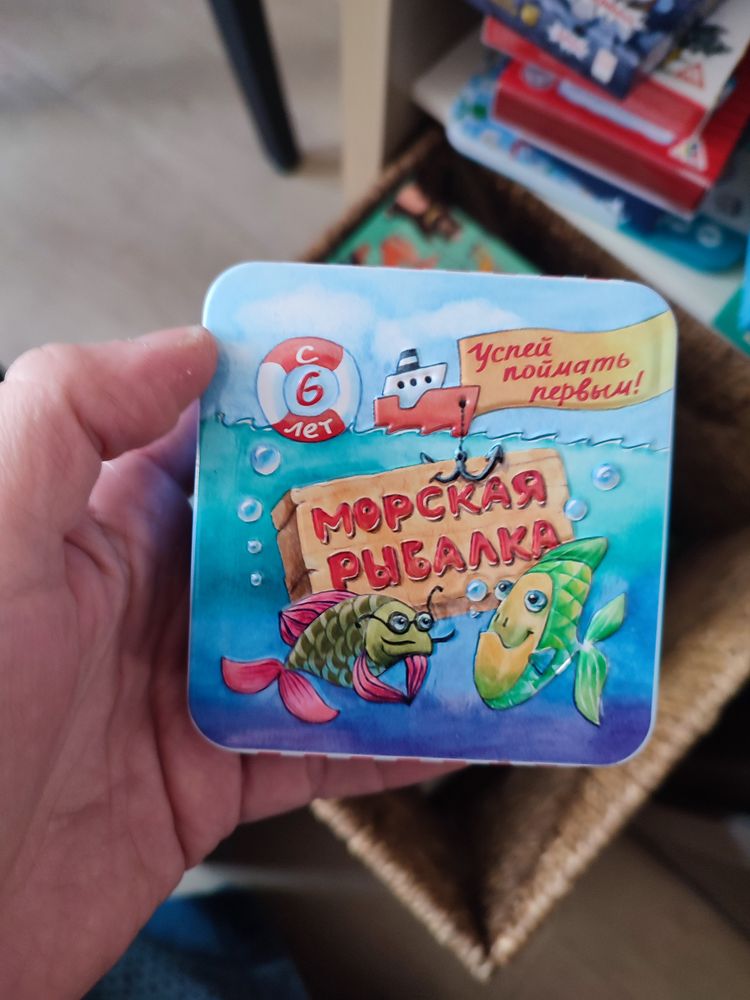 С
6
лет
Успей
поймать
первым!
МОРСКАЯ
РЫБАЛКА